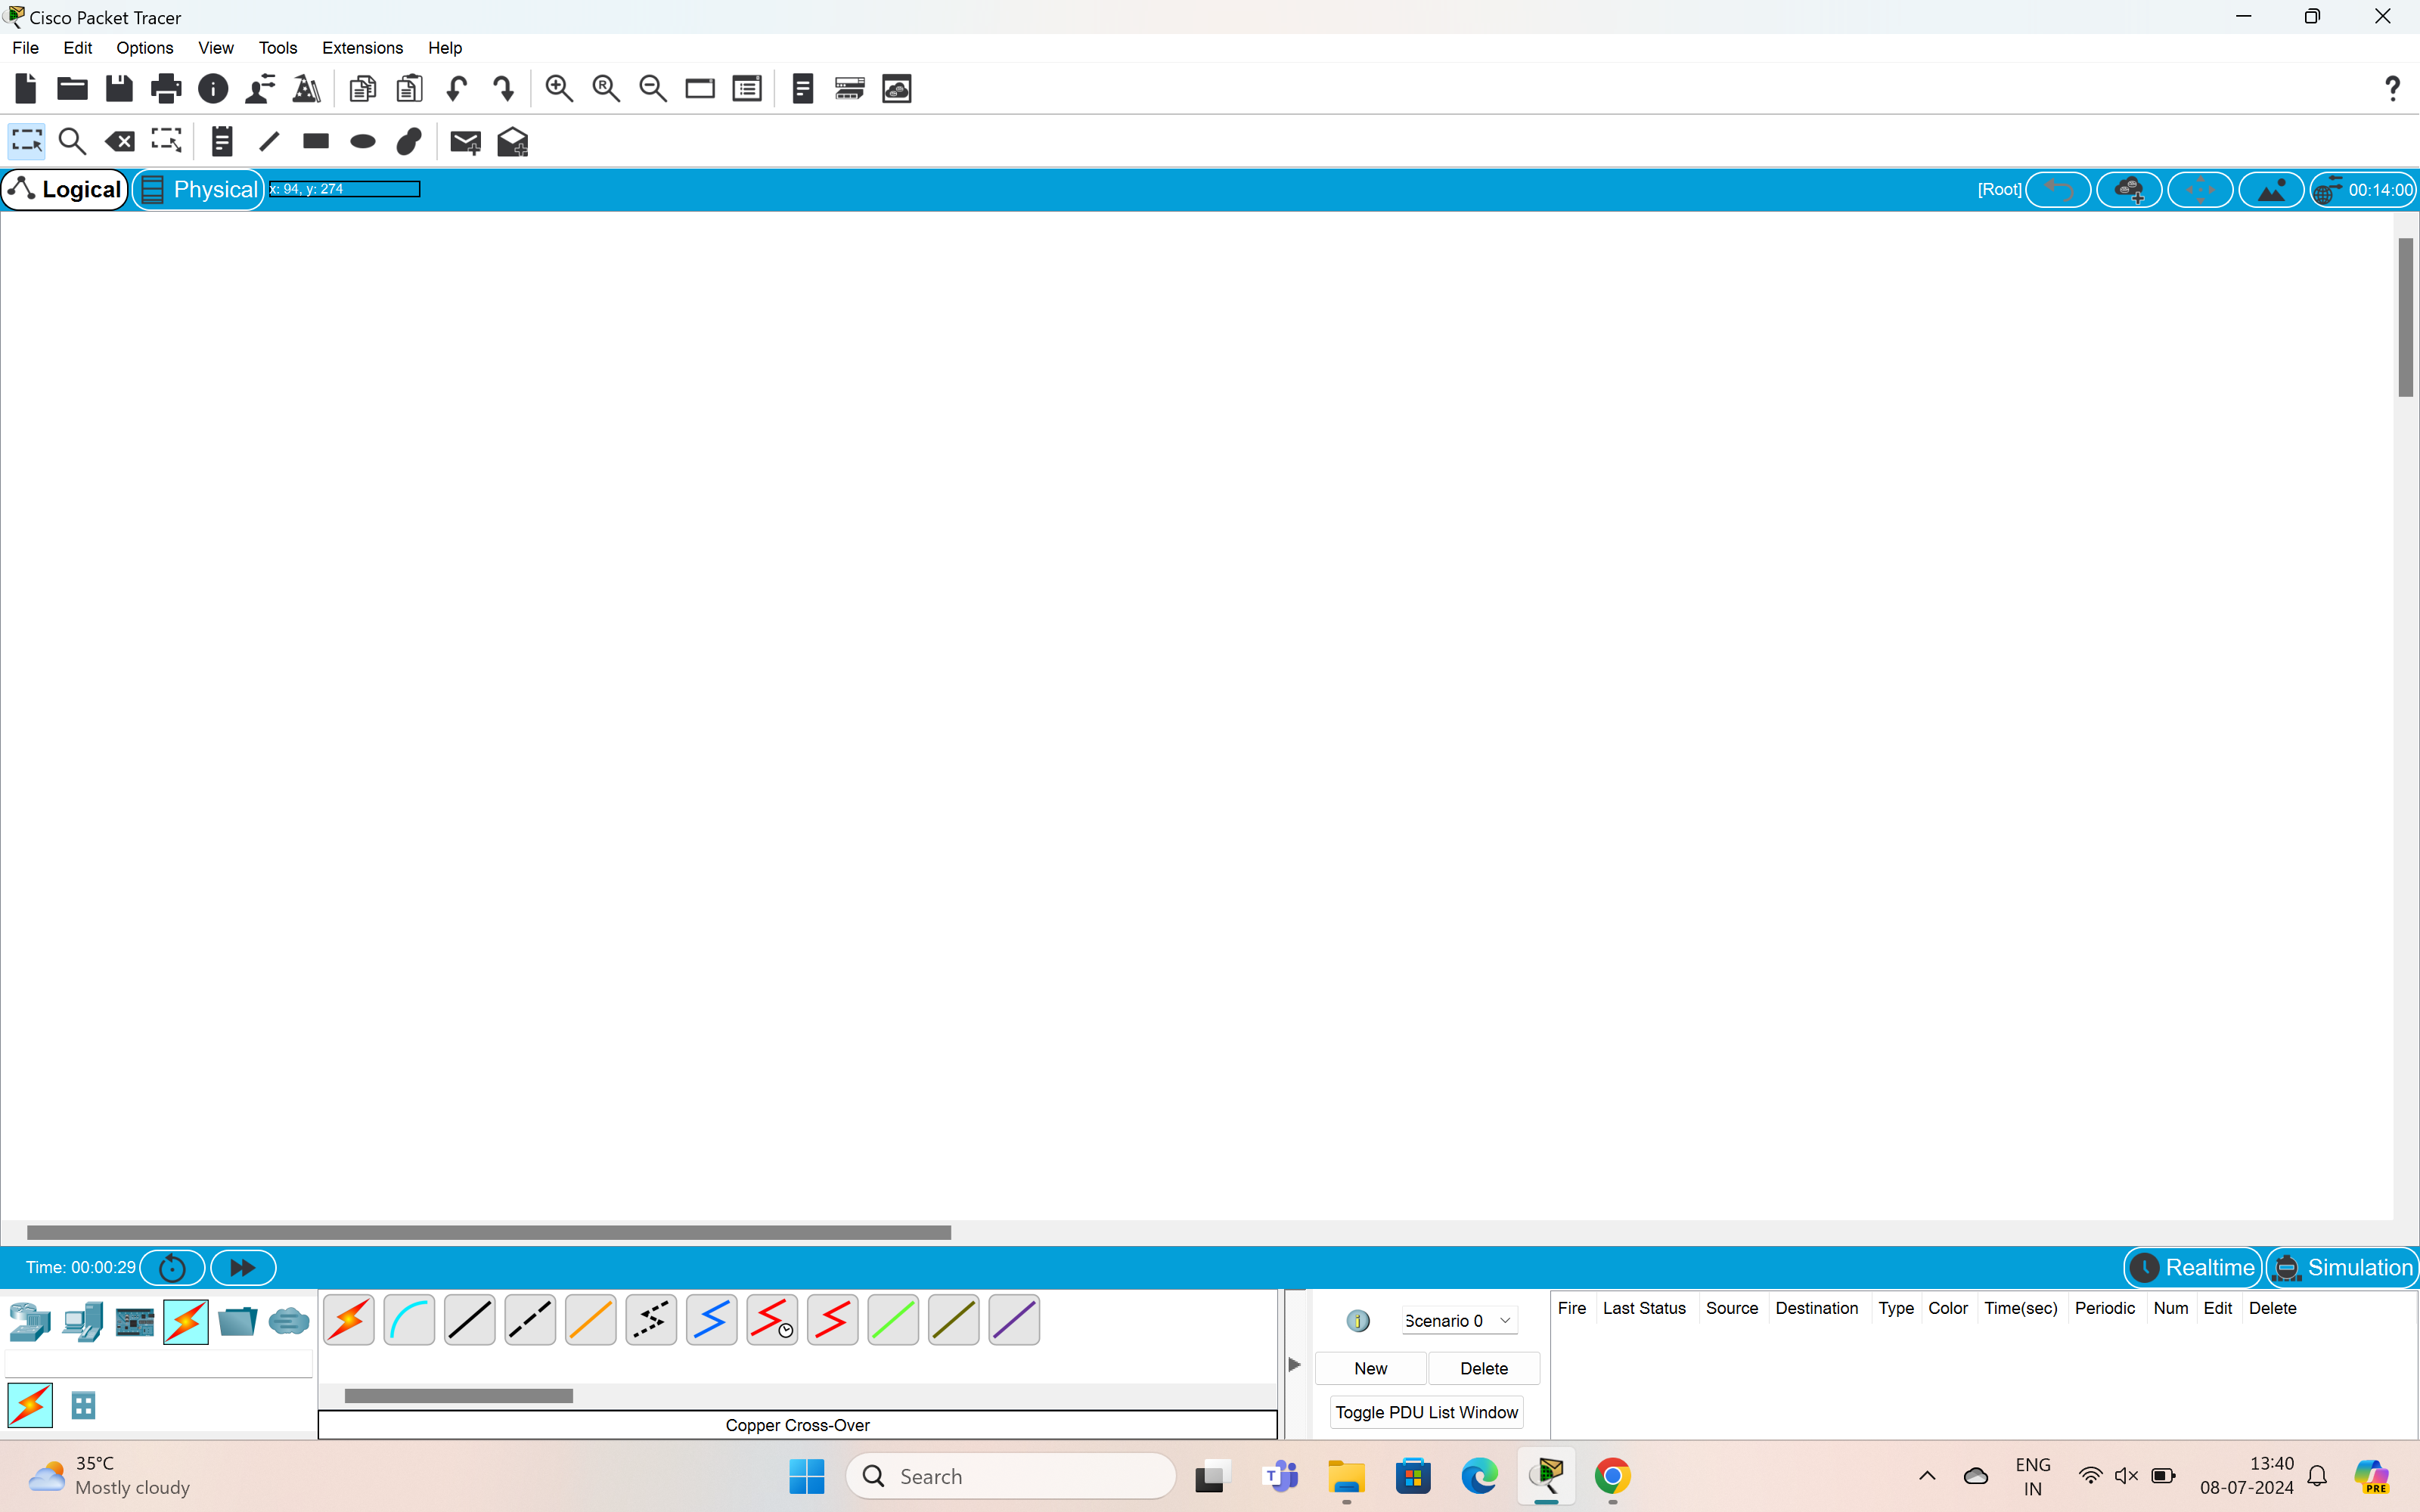 Cisco Packet Tracer
File Edit Options View Tools Extensions Help
R
?
Logical Physical x: 94, y: 274 [Root] 00:14:00
Time: 00:00:29 Realtime Simulation
Scenario 0 Fire Last Status Source Destination Type Color Time(sec) Periodic Num Edit Delete
New Delete
Toggle PDU List Window
Copper Cross-Over
35°C
Mostly cloudy
Search
T
ENG
IN
13:40
08-07-2024
PRE